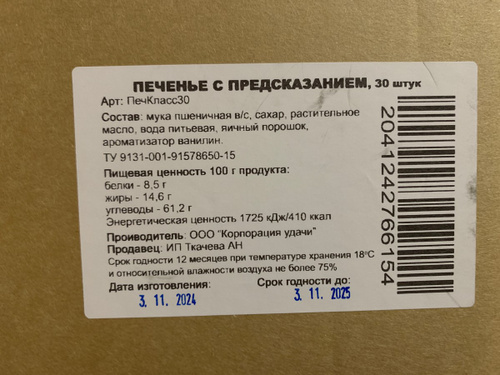 ПЕЧЕНЬЕ С ПРЕДСКАЗАНИЕМ, 30 штук
Арт: ПечКласс30
Состав: мука пшеничная в/с, сахар, растительное
масло, вода питьевая, яичный порошок,
ароматизатор ванилин.
ТУ 9131-001-91578650-15
Пищевая ценность 100 г продукта:
белки - 8,5 г
жиры - 14,6 г
углеводы - 61,2 г
Энергетическая ценность 1725 кДж/410 ккал
Проиводитель: ООО "Корпорация удачи"
Продавец: ИП Ткачева АН
Срок годности 12 месяцев при температуре хранения 18°С
и относительной влажности воздуха не более 75%
Дата изготовления: Срок годности до:
3. 11. 2024 3. 11. 2025
2041242766154